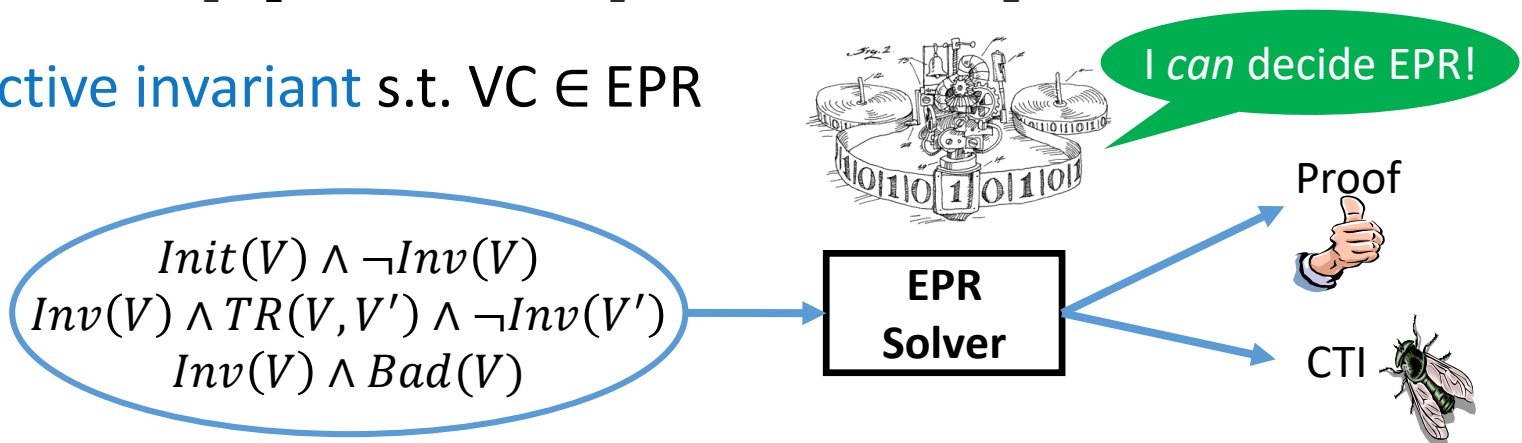 I can decide EPR!
ctive invariant s.t. VC ∈ EPR
Proof
Init(V) ∧ ¬Inv(V)
Inv(V) ∧ TR(V, V′) ∧ ¬Inv(V′)
Inv(V) ∧ Bad(V)
EPR
Solver
CTI